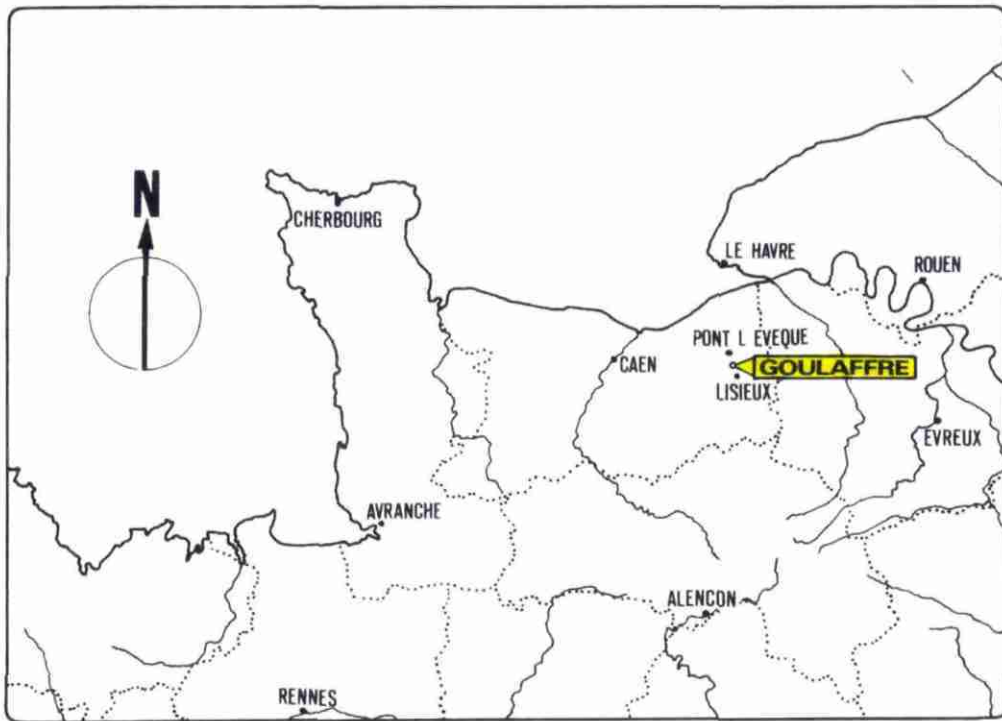 N
CHERBOURG
LE HAVRE
ROUEN
PONT L EVEQUE
CAEN
GOULAFFRE
LISIEUX
EVREUX
AVRANCHE
ALENCON
RENNES